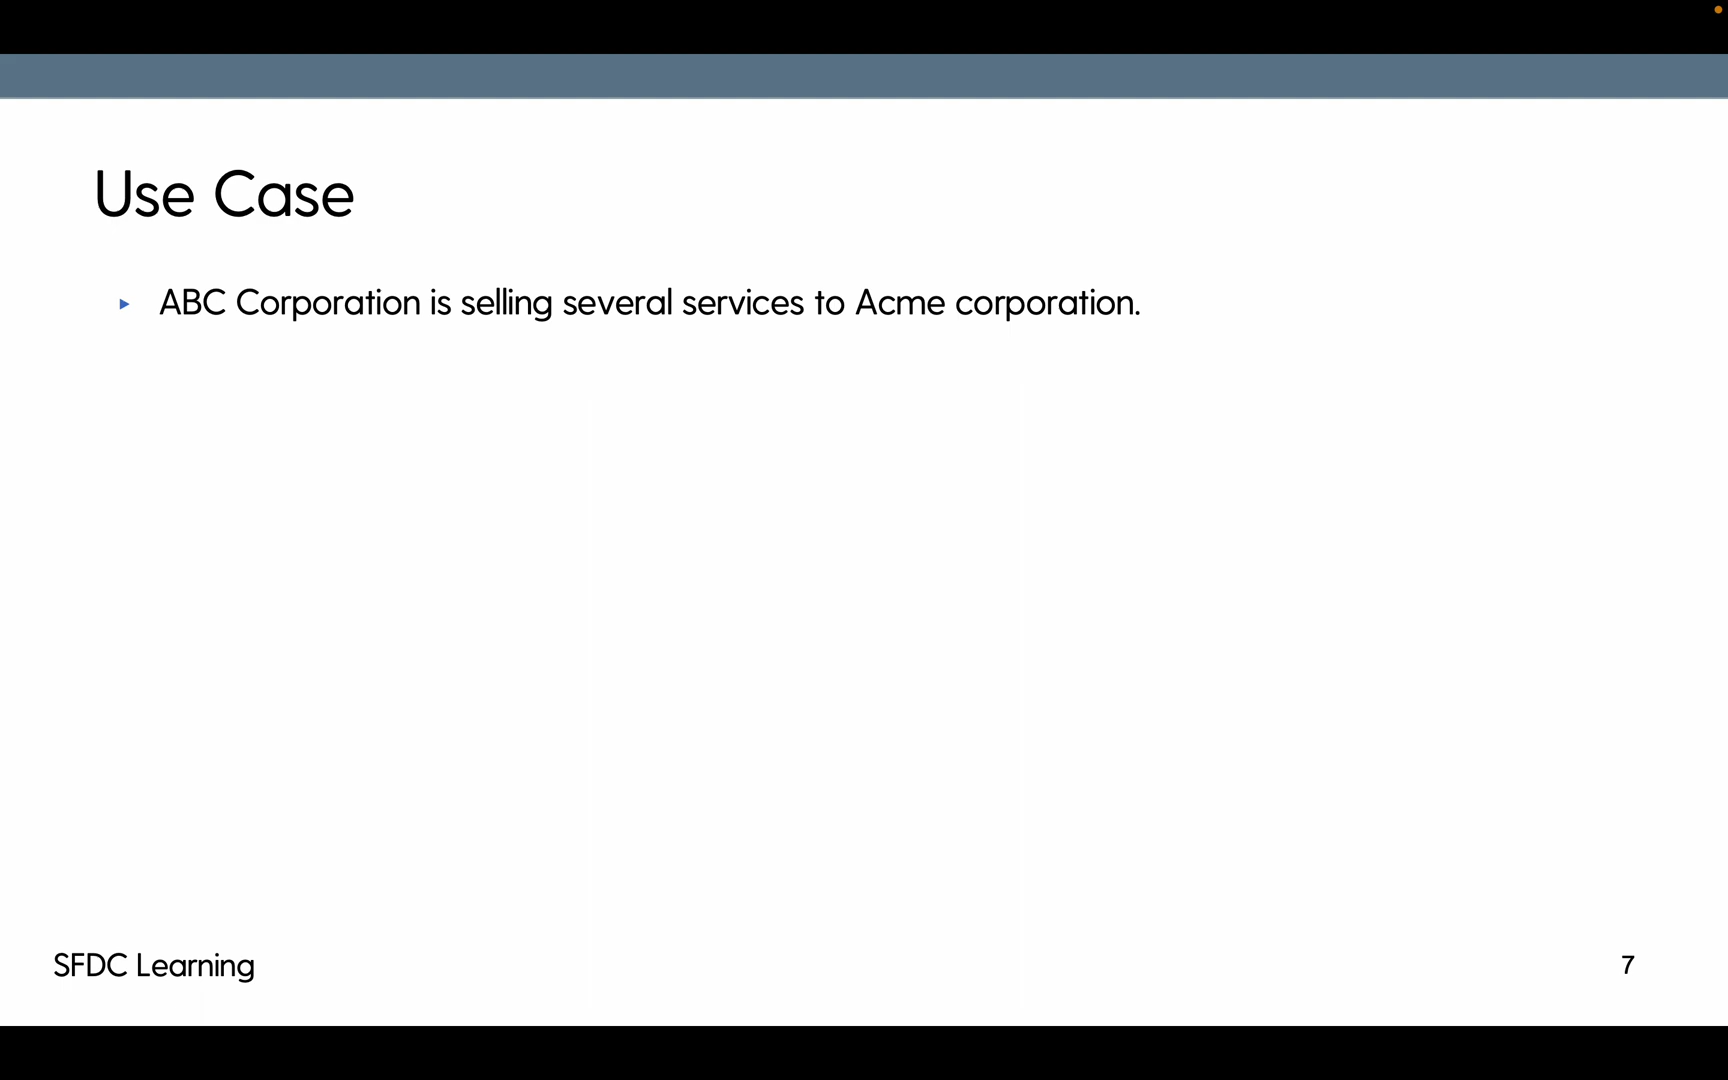 Use Case
ABC Corporation is selling several services to Acme corporation.
SFDC Learning
7